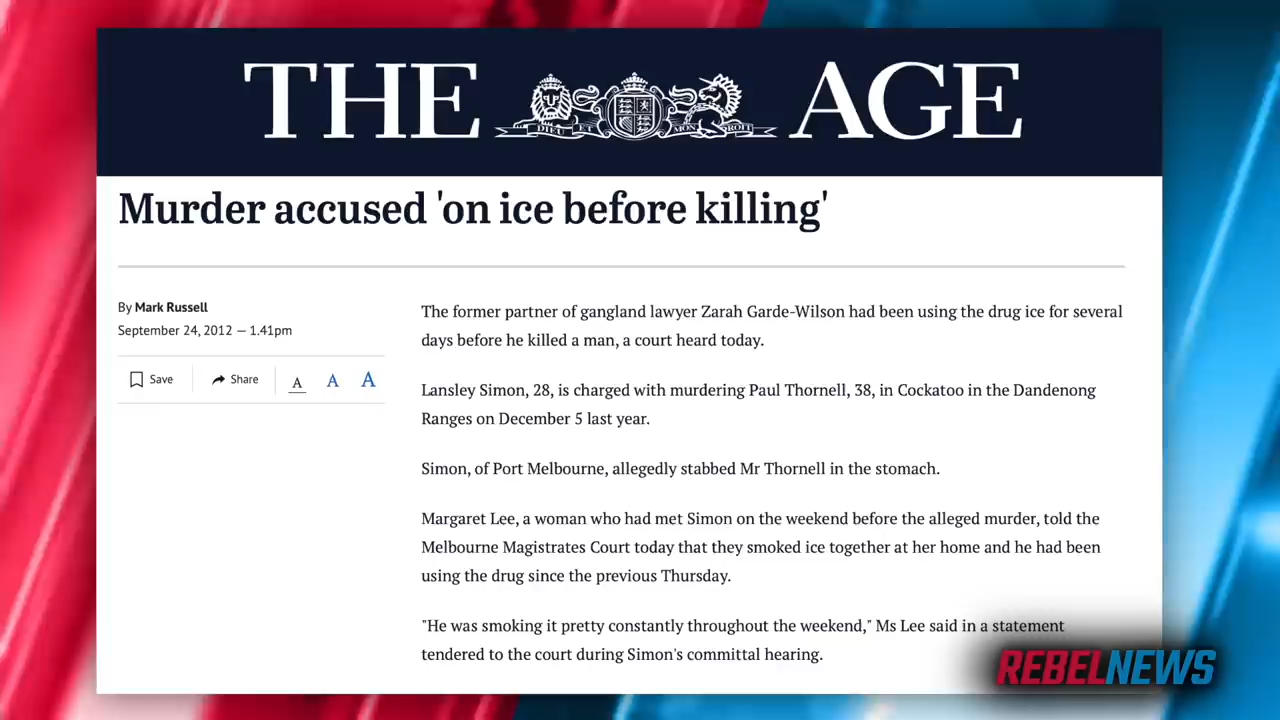 THE AGE
DIEU ET MON DROIT
Murder accused 'on ice before killing'
By Mark Russell
September 24, 2012 — 1.41pm
Save Share A A A
The former partner of gangland lawyer Zarah Garde-Wilson had been using the drug ice for several
days before he killed a man, a court heard today.
Lansley Simon, 28, is charged with murdering Paul Thornell, 38, in Cockatoo in the Dandenong
Ranges on December 5 last year.
Simon, of Port Melbourne, allegedly stabbed Mr Thornell in the stomach.
Margaret Lee, a woman who had met Simon on the weekend before the alleged murder, told the
Melbourne Magistrates Court today that they smoked ice together at her home and he had been
using the drug since the previous Thursday.
"He was smoking it pretty constantly throughout the weekend," Ms Lee said in a statement
tendered to the court during Simon's committal hearing.
REBELNEWS